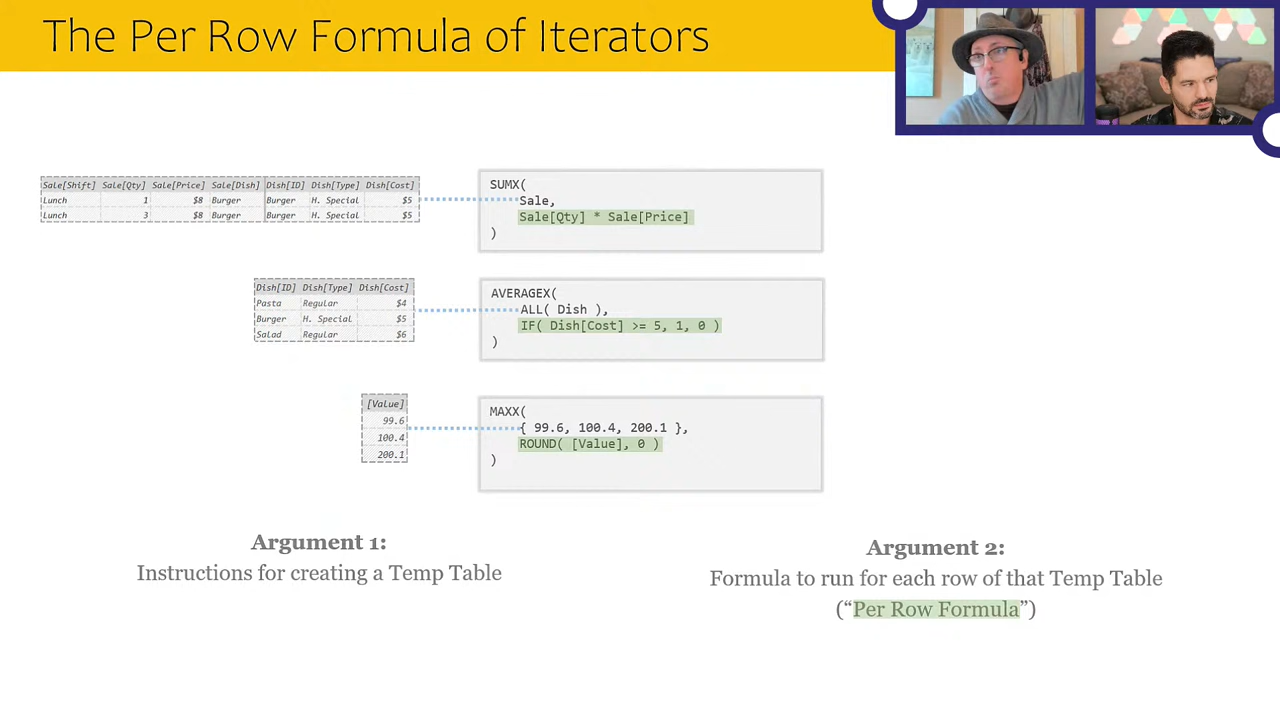 The Per Row Formula of Iterators
Sale[Shift] Sale[Qty] Sale[Price] Sale[Dish] Dish[ID] Dish[Type] Dish[Cost]
Lunch 1 $8 Burger Burger H. Special $5
Lunch 3 $8 Burger Burger H. Special $5
SUMX(
Sale,
Sale[Qty] * Sale[Price]
)
Dish[ID] Dish[Type] Dish[Cost]
Pasta Regular $4
Burger H. Special $5
Salad Regular $6
AVERAGEX(
ALL( Dish ),
IF( Dish[Cost] >= 5, 1, 0 )
)
[Value]
99.6
100.4
200.1
MAXX(
{ 99.6, 100.4, 200.1 },
ROUND( [Value], 0 )
)
Argument 1:
Instructions for creating a Temp Table
Argument 2:
Formula to run for each row of that Temp Table
(“Per Row Formula”)